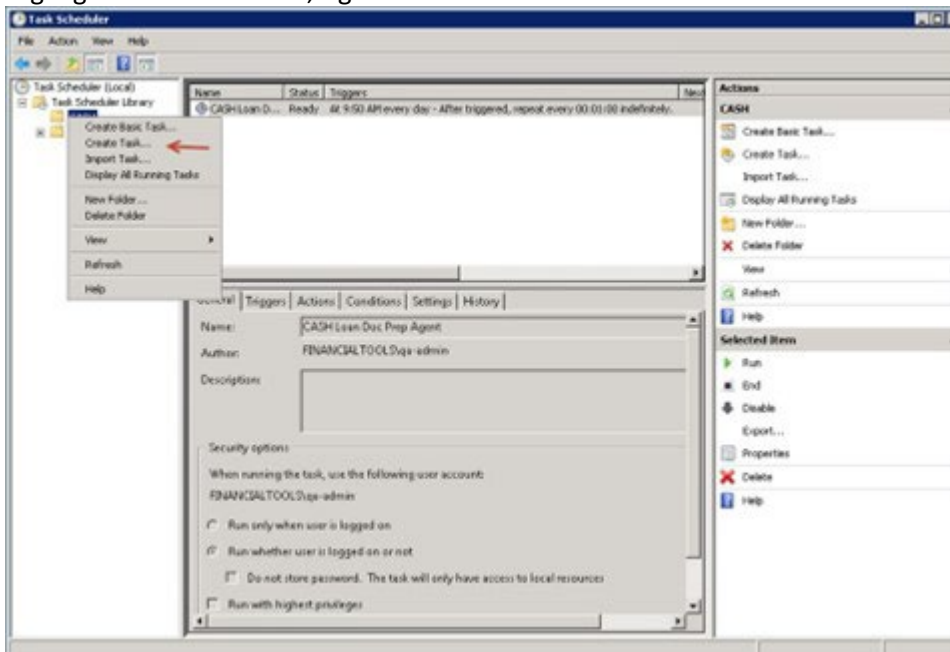 Task Scheduler
File Action View Help
Task Scheduler (Local)
Task Scheduler Library
Create Basic Task...
Create Task...
Import Task...
Display All Running Tasks
New Folder...
Delete Folder
View
Refresh
Help
Name Status Triggers
CASH Loan D... Ready At 9:50 AM every day - After triggered, repeat every 00:01:00 indefinitely.
General Triggers Actions Conditions Settings History
Name: CASH Loan Doc Prep Agent
Author: FINANCIALTOOLS\qa-admin
Description:
Security options
When running the task, use the following user account:
FINANCIALTOOLS\qa-admin
Run only when user is logged on
Run whether user is logged on or not
Do not store password. The task will only have access to local resources
Run with highest privileges
Actions
CASH
Create Basic Task...
Create Task...
Import Task...
Display All Running Tasks
New Folder...
Delete Folder
View
Refresh
Help
Selected Item
Run
End
Disable
Export...
Properties
Delete
Help